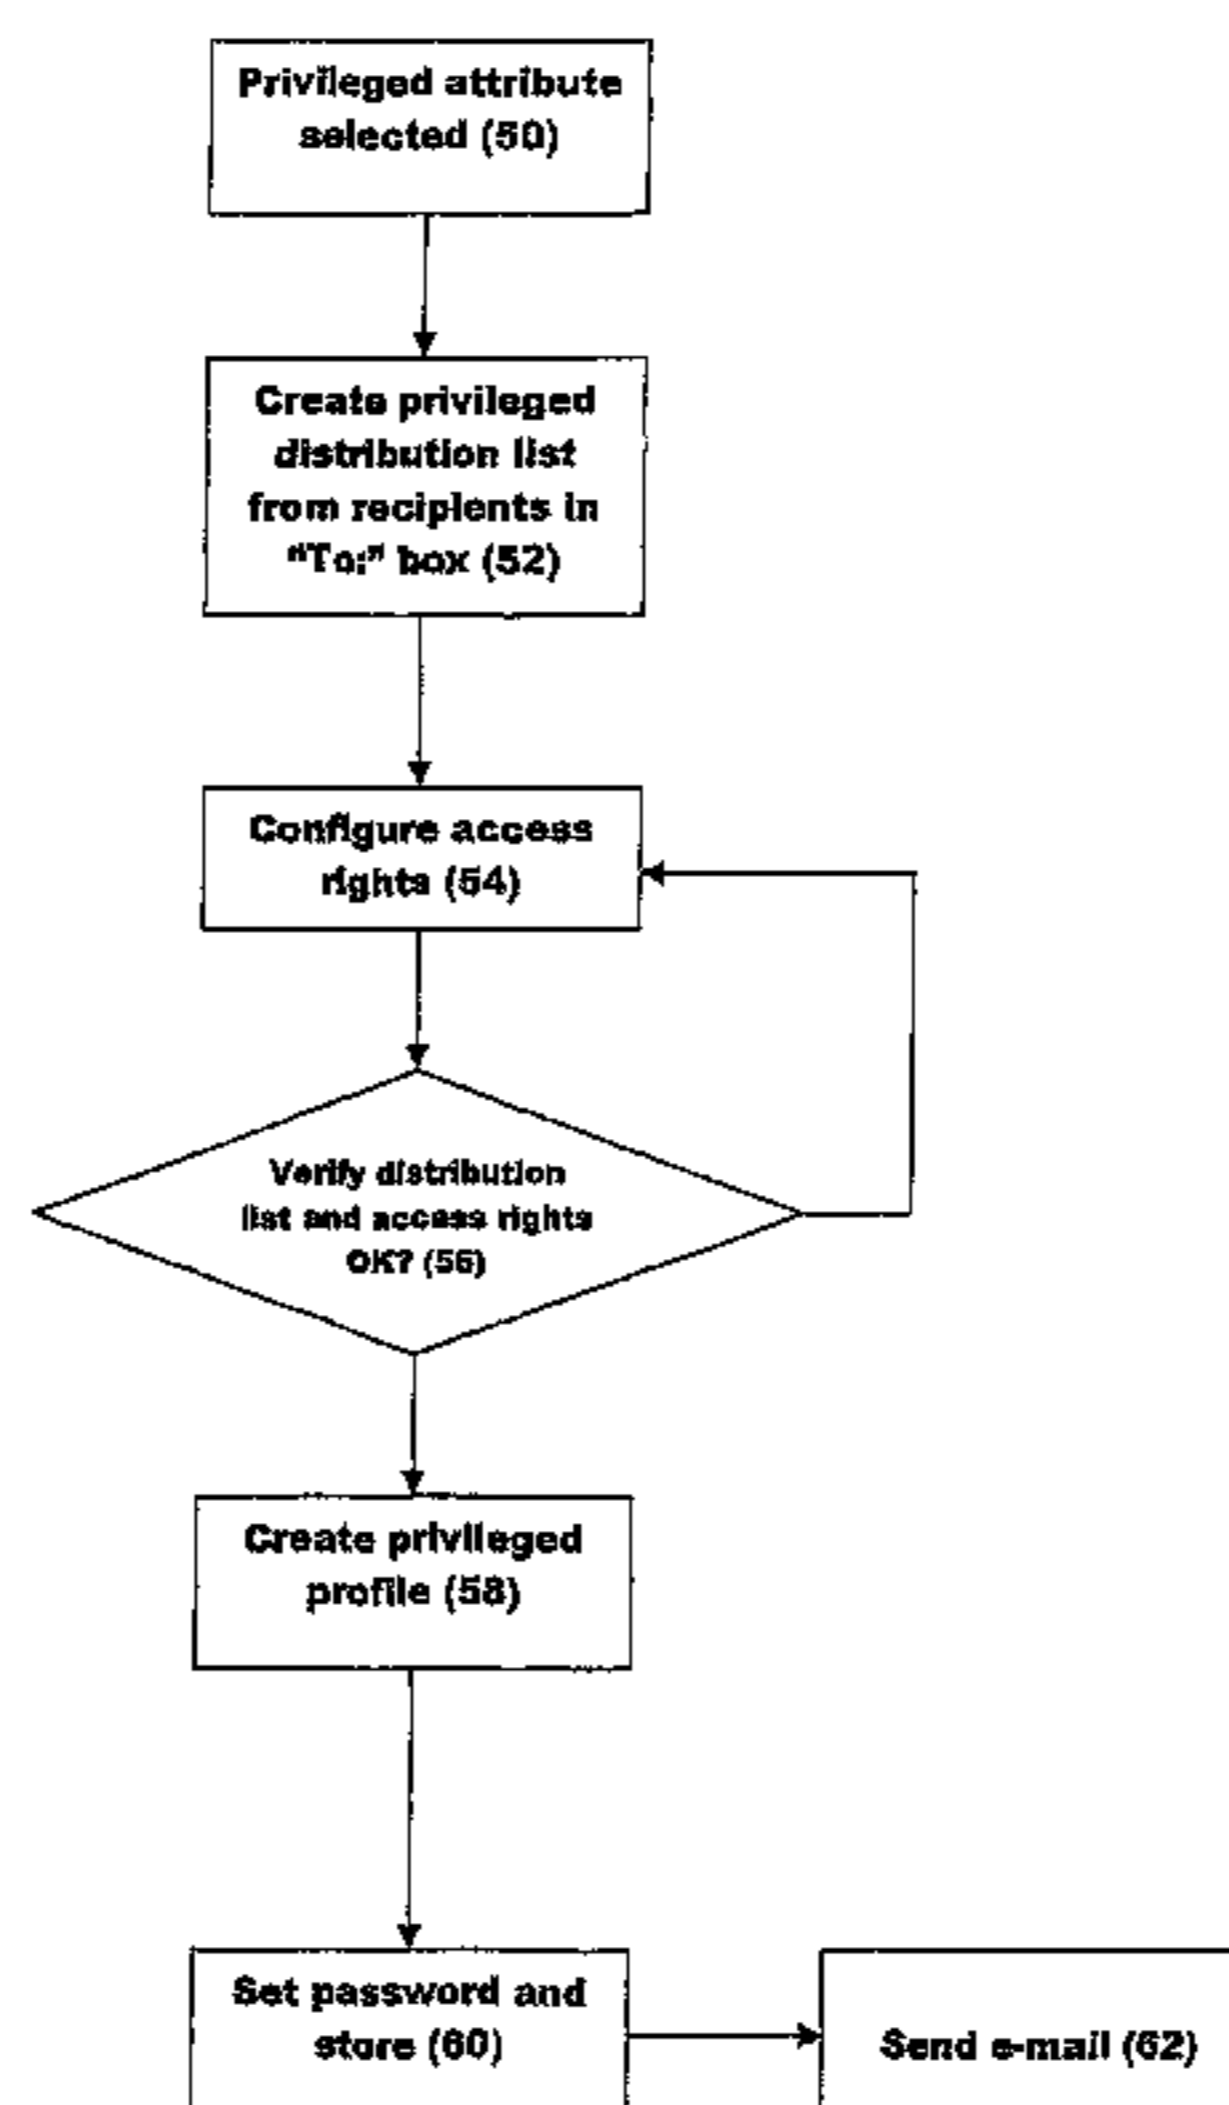 Privileged attribute
selected (50)
Create privileged
distribution list
from recipients in
"To:" box (52)
Configure access
rights (54)
Verify distribution
list and access rights
OK? (56)
Create privileged
profile (58)
Set password and
store (60)
Send e-mail (62)